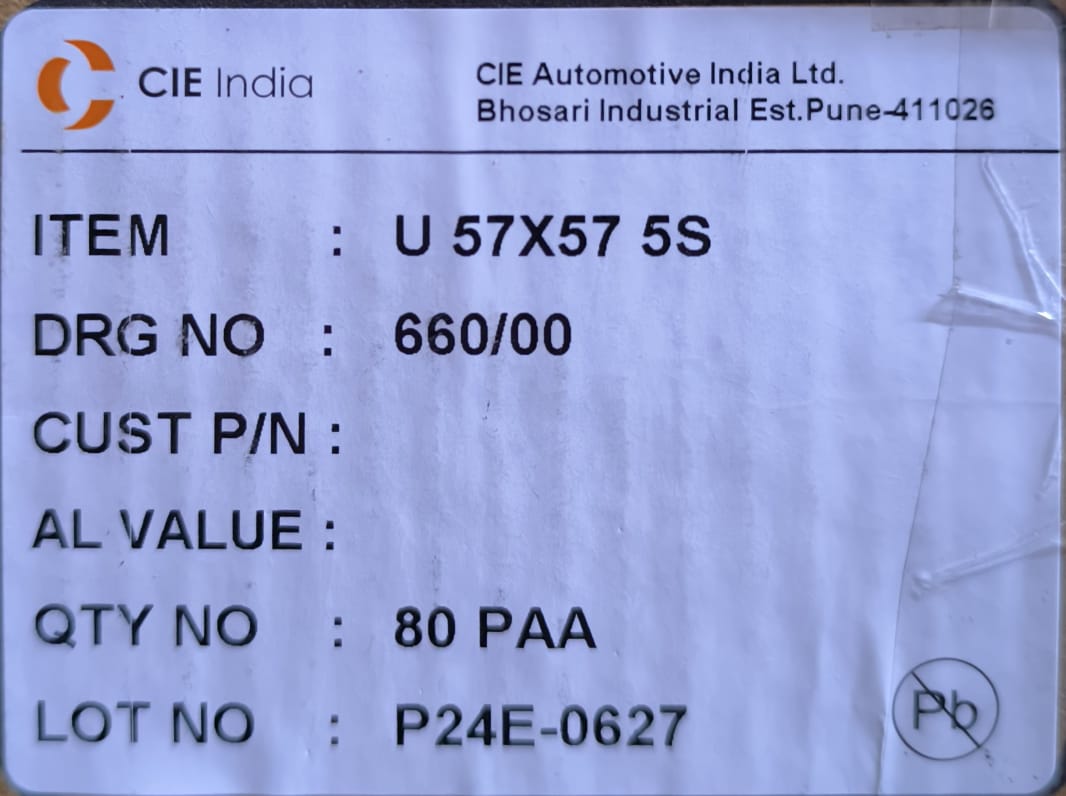 CIE India
CIE Automotive India Ltd.
Bhosari Industrial Est.Pune-411026
ITEM : U 57X57 5S
DRG NO : 660/00
CUST P/N :
AL VALUE :
QTY NO : 80 PAA
LOT NO : P24E-0627
Pb